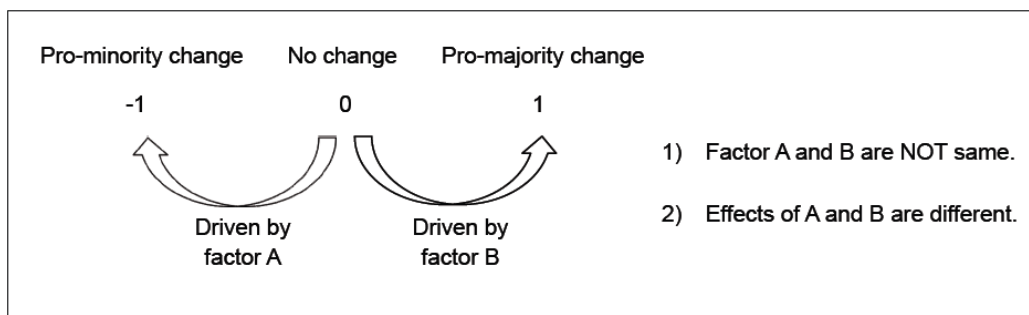 Pro-minority change No change Pro-majority change
-1 0 1
1) Factor A and B are NOT same.
2) Effects of A and B are different.
Driven by factor A
Driven by factor B